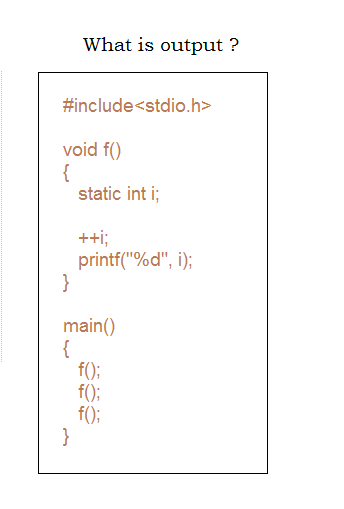 What is output ?
#include<stdio.h>
void f()
{
static int i;
++i;
printf("%d", i);
}
main()
{
f();
f();
f();
}